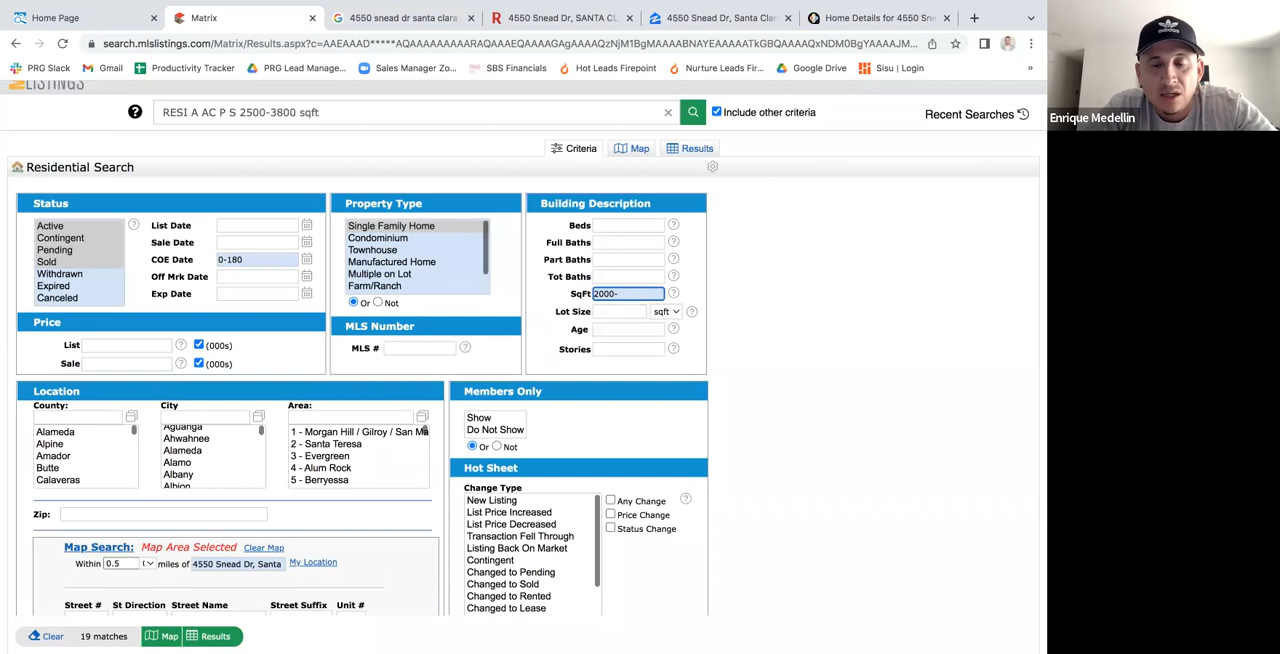 Home Page
Matrix
4550 snead dr santa clara
4550 Snead Dr, SANTA CL
4550 Snead Dr, Santa Clar
Home Details for 4550 Sne
search.mlslistings.com/Matrix/Results.aspx?c=AAEAAAD*****AQAAAAAAAAARAQAAAEQAAAAGAgAAAAQzNjM1BgMAAAABNAYEAAAAATkGBQAAAAQxNDM0BgYAAAAJM...
PRG Slack
Gmail
Productivity Tracker
PRG Lead Manage...
Sales Manager Zo...
SBS Financials
Hot Leads Firepoint
Nurture Leads Fir...
Google Drive
Sisu | Login
»
LISTINGS
RESI A AC P S 2500-3800 sqft
Include other criteria
Recent Searches
Criteria
Map
Results
Residential Search
Status
Active
Contingent
Pending
Sold
Withdrawn
Expired
Canceled
List Date
Sale Date
COE Date 0-180
Off Mrk Date
Exp Date
Price
List (000s)
Sale (000s)
Property Type
Single Family Home
Condominium
Townhouse
Manufactured Home
Multiple on Lot
Farm/Ranch
Or Not
MLS Number
MLS #
Building Description
Beds
Full Baths
Part Baths
Tot Baths
SqFt 2000-
Lot Size sqft
Age
Stories
Location
County:
Alameda
Alpine
Amador
Butte
Calaveras
City
Aguanga
Ahwahnee
Alameda
Alamo
Albany
Albion
Area:
1 - Morgan Hill / Gilroy / San Ma
2 - Santa Teresa
3 - Evergreen
4 - Alum Rock
5 - Berryessa
Zip:
Map Search: Map Area Selected Clear Map
Within 0.5 miles of 4550 Snead Dr, Santa My Location
Street # St Direction Street Name Street Suffix Unit #
Members Only
Show
Do Not Show
Or Not
Hot Sheet
Change Type
New Listing
List Price Increased
List Price Decreased
Transaction Fell Through
Listing Back On Market
Contingent
Changed to Pending
Changed to Sold
Changed to Rented
Changed to Lease
Any Change
Price Change
Status Change
Clear 19 matches Map Results
adidas
Enrique Medellin